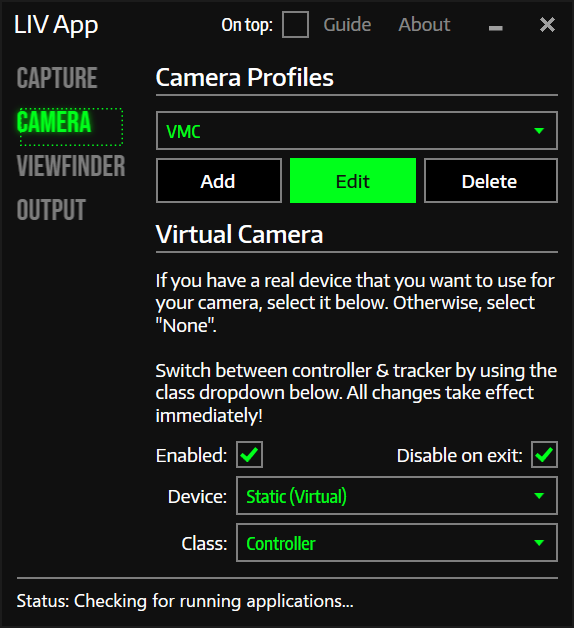 LIV App
On top: Guide About
CAPTURE
CAMERA
VIEWFINDER
OUTPUT
Camera Profiles
VMC
Add Edit Delete
Virtual Camera
If you have a real device that you want to use for
your camera, select it below. Otherwise, select
"None".
Switch between controller & tracker by using the
class dropdown below. All changes take effect
immediately!
Enabled: Disable on exit:
Device: Static (Virtual)
Class: Controller
Status: Checking for running applications...